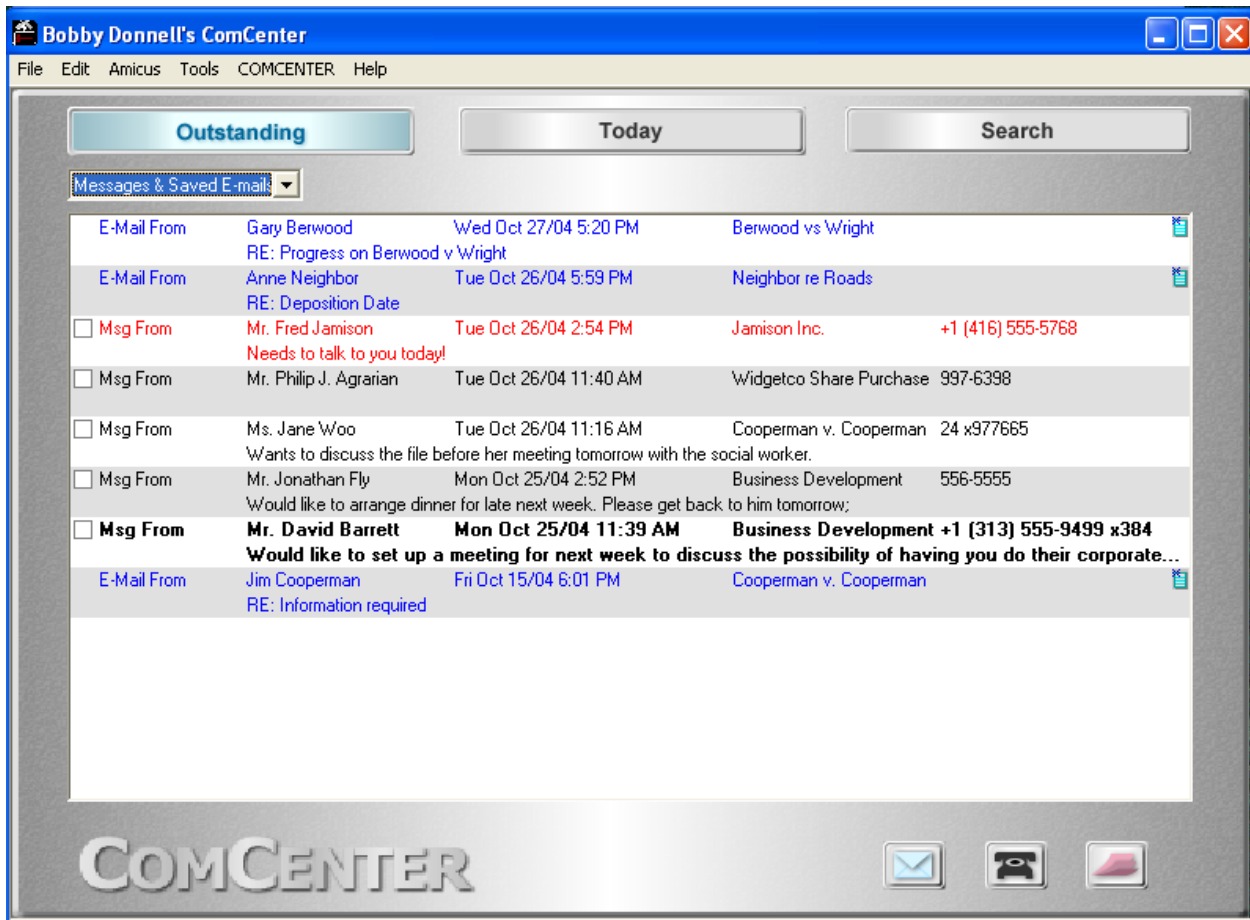 Bobby Donnell's ComCenter
File Edit Amicus Tools COMCENTER Help
Outstanding Today Search
Messages & Saved E-mails
E-Mail From Gary Berwood Wed Oct 27/04 5:20 PM Berwood vs Wright
RE: Progress on Berwood v Wright
E-Mail From Anne Neighbor Tue Oct 26/04 5:59 PM Neighbor re Roads
RE: Deposition Date
Msg From Mr. Fred Jamison Tue Oct 26/04 2:54 PM Jamison Inc. +1 (416) 555-5768
Needs to talk to you today!
Msg From Mr. Philip J. Agrarian Tue Oct 26/04 11:40 AM Widgetco Share Purchase 997-6398
Msg From Ms. Jane Woo Tue Oct 26/04 11:16 AM Cooperman v. Cooperman 24 x977665
Wants to discuss the file before her meeting tomorrow with the social worker.
Msg From Mr. Jonathan Fly Mon Oct 25/04 2:52 PM Business Development 556-5555
Would like to arrange dinner for late next week. Please get back to him tomorrow;
Msg From Mr. David Barrett Mon Oct 25/04 11:39 AM Business Development +1 (313) 555-9499 x384
Would like to set up a meeting for next week to discuss the possibility of having you do their corporate...
E-Mail From Jim Cooperman Fri Oct 15/04 6:01 PM Cooperman v. Cooperman
RE: Information required
COMCENTER